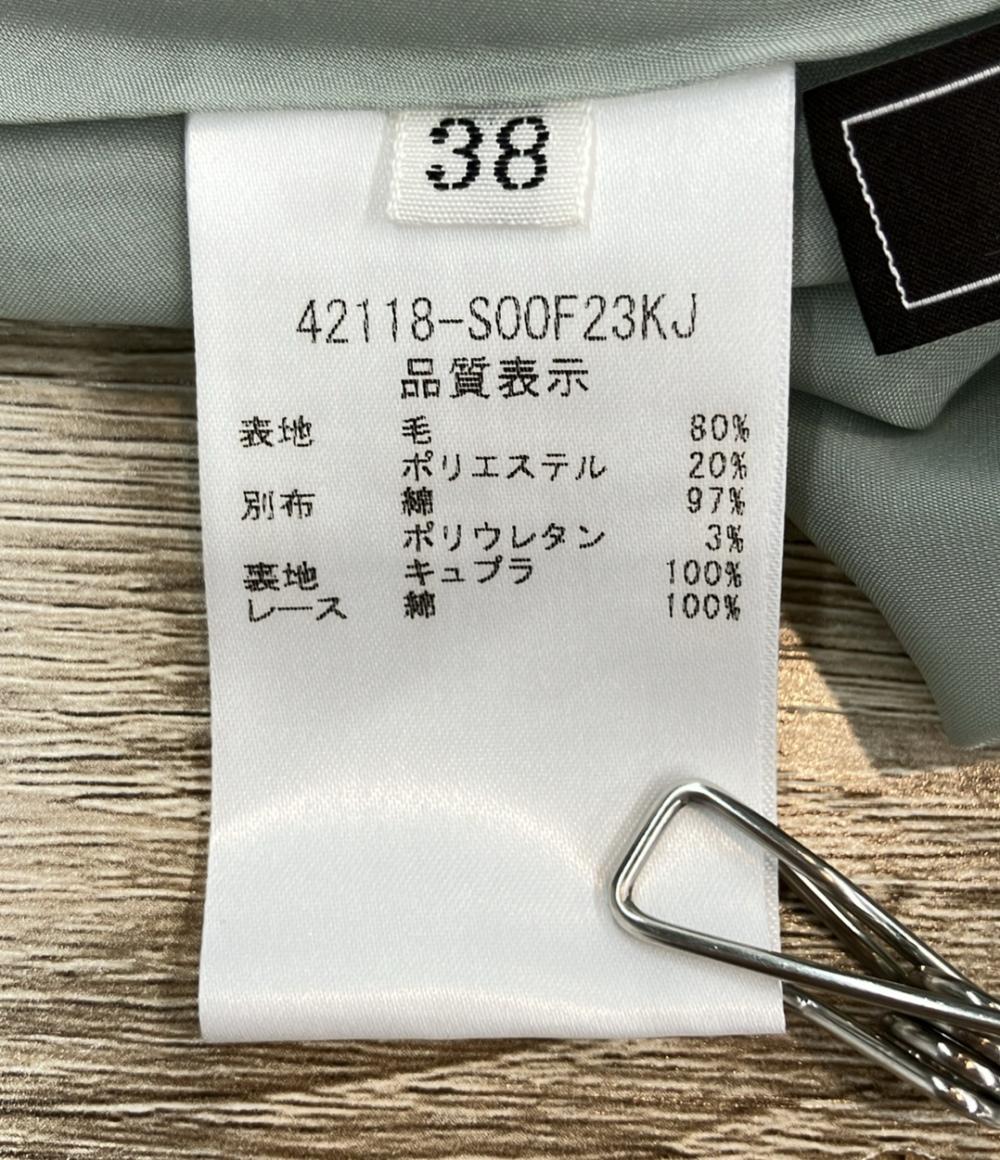 38
42118-S00F23KJ
品質表示
表地 毛 80%
ポリエステル 20%
別布 綿 97%
ポリウレタン 3%
裏地 キュプラ 100%
レース 綿 100%